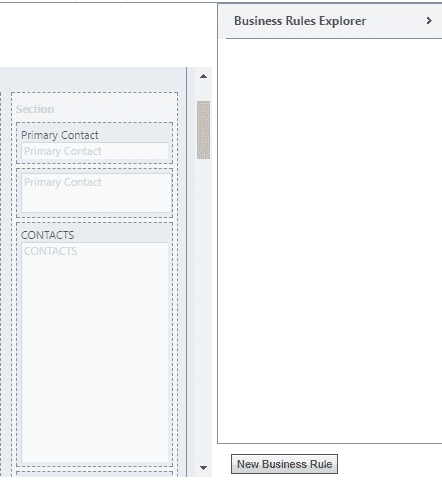 Business Rules Explorer
Section
Primary Contact
Primary Contact
Primary Contact
CONTACTS
CONTACTS
New Business Rule